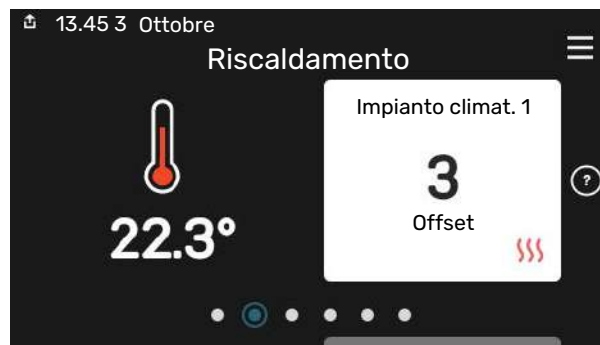 13.45 3 Ottobre
Riscaldamento
Impianto climat. 1
3
Offset
22.3°
?